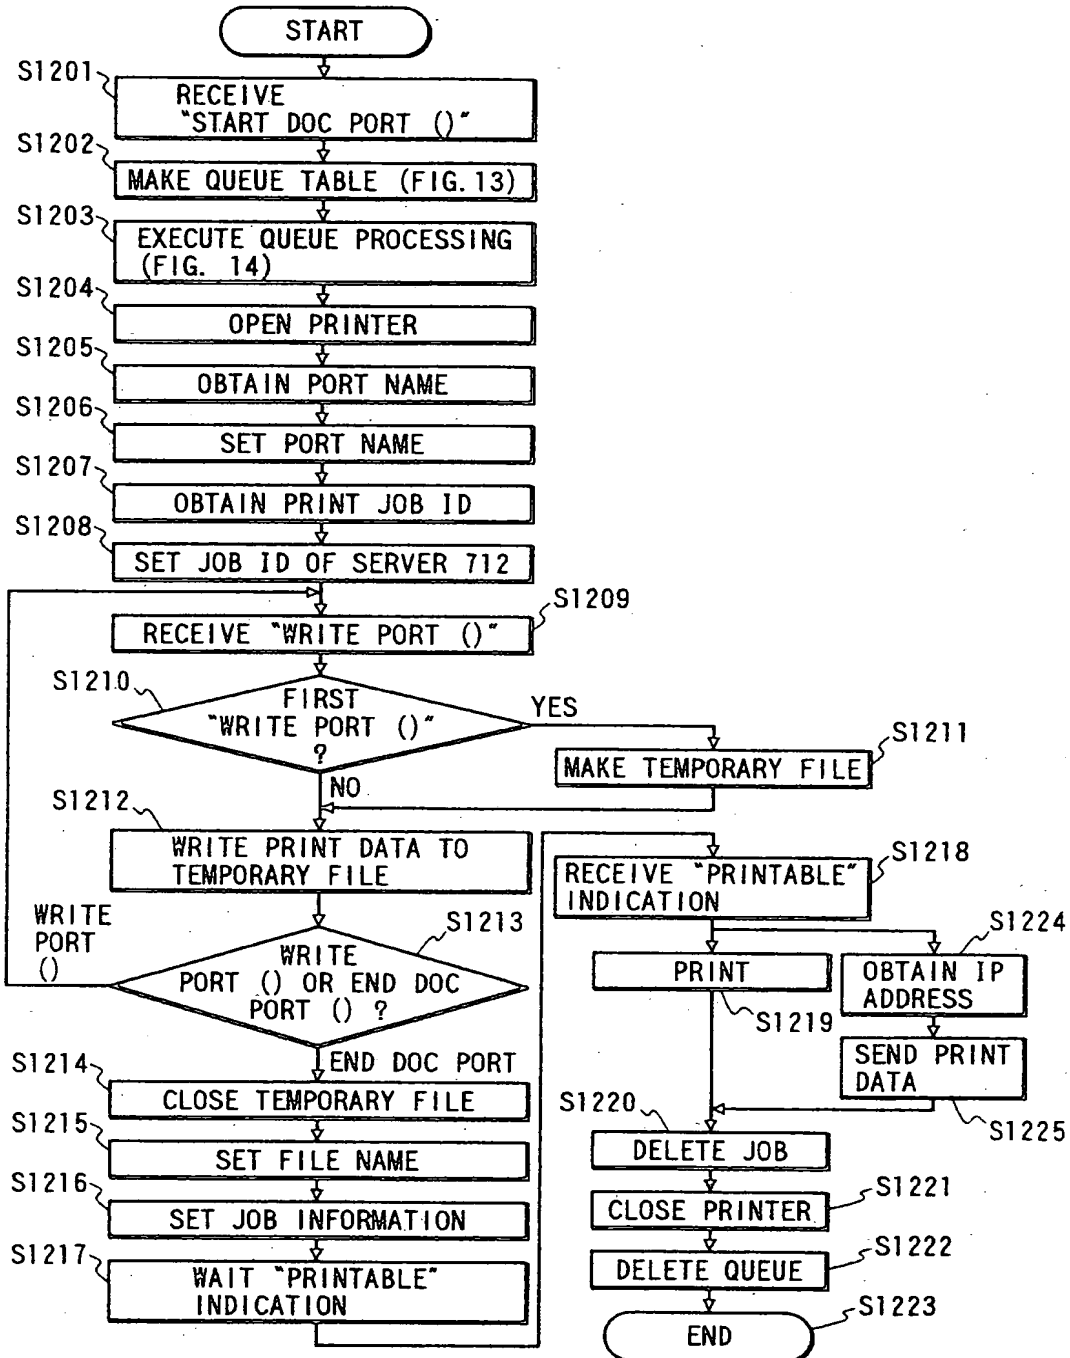 START
S1201
RECEIVE
"START DOC PORT ()"
S1202
MAKE QUEUE TABLE (FIG. 13)
S1203
EXECUTE QUEUE PROCESSING
(FIG. 14)
S1204
OPEN PRINTER
S1205
OBTAIN PORT NAME
S1206
SET PORT NAME
S1207
OBTAIN PRINT JOB ID
S1208
SET JOB ID OF SERVER 712
S1209
RECEIVE "WRITE PORT ()"
S1210
FIRST
"WRITE PORT ()"
?
YES
S1211
MAKE TEMPORARY FILE
NO
S1212
WRITE PRINT DATA TO
TEMPORARY FILE
WRITE
PORT
()
S1213
WRITE
PORT () OR END DOC
PORT () ?
END DOC PORT
S1214
CLOSE TEMPORARY FILE
S1215
SET FILE NAME
S1216
SET JOB INFORMATION
S1217
WAIT "PRINTABLE"
INDICATION
S1218
RECEIVE "PRINTABLE"
INDICATION
PRINT
S1219
S1224
OBTAIN IP
ADDRESS
SEND PRINT
DATA
S1225
S1220
DELETE JOB
S1221
CLOSE PRINTER
S1222
DELETE QUEUE
S1223
END